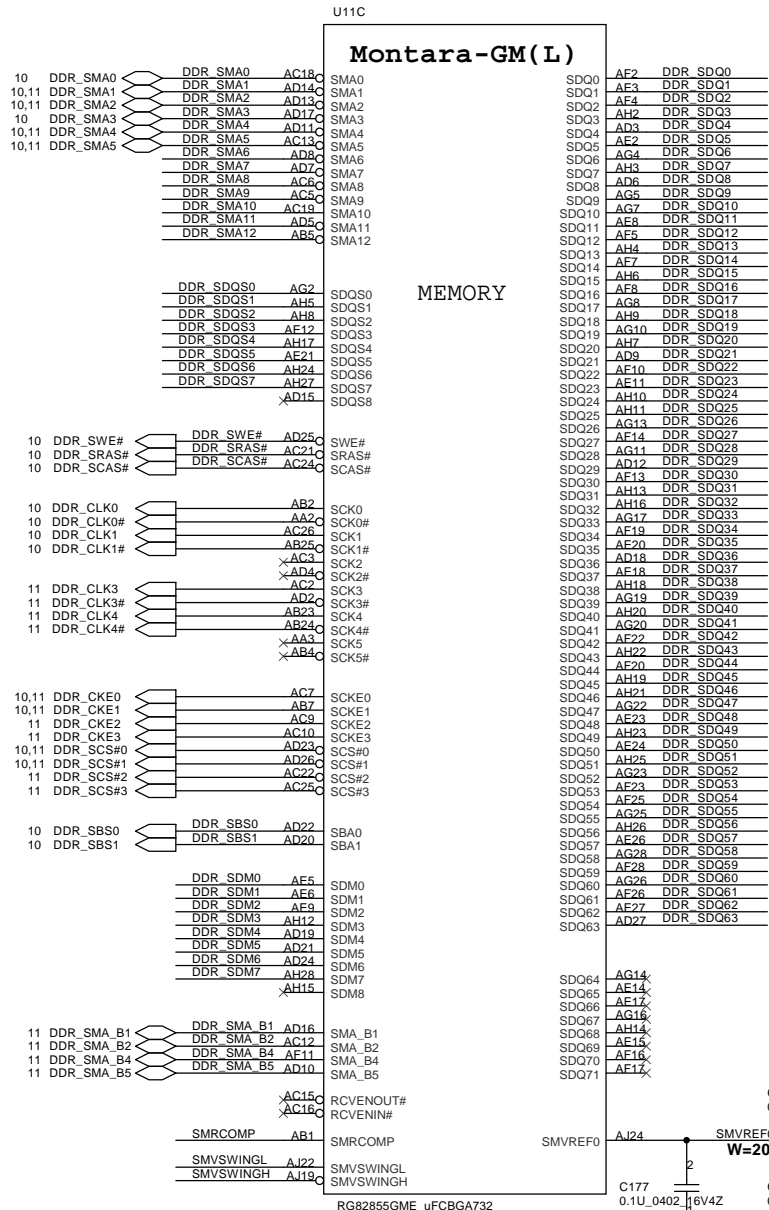 U11C
Montara-GM(L)
MEMORY
10 DDR_SMA0 DDR_SMA0 AC18 SMA0
10,11 DDR_SMA1 DDR_SMA1 AD14 SMA1
10,11 DDR_SMA2 DDR_SMA2 AD13 SMA2
10 DDR_SMA3 DDR_SMA3 AD17 SMA3
10,11 DDR_SMA4 DDR_SMA4 AD11 SMA4
10,11 DDR_SMA5 DDR_SMA5 AC13 SMA5
DDR_SMA6 AD8 SMA6
DDR_SMA7 AD7 SMA7
DDR_SMA8 AC6 SMA8
DDR_SMA9 AC5 SMA9
DDR_SMA10 AC19 SMA10
DDR_SMA11 AD5 SMA11
DDR_SMA12 AB5 SMA12
DDR_SDQS0 AG2 SDQS0
DDR_SDQS1 AH5 SDQS1
DDR_SDQS2 AH8 SDQS2
DDR_SDQS3 AE12 SDQS3
DDR_SDQS4 AH17 SDQS4
DDR_SDQS5 AE21 SDQS5
DDR_SDQS6 AH24 SDQS6
DDR_SDQS7 AH27 SDQS7
AD15 SDQS8
10 DDR_SWE# DDR_SWE# AD25 SWE#
10 DDR_SRAS# DDR_SRAS# AC21 SRAS#
10 DDR_SCAS# DDR_SCAS# AC24 SCAS#
10 DDR_CLK0 AB2 SCK0
10 DDR_CLK0# AA2 SCK0#
10 DDR_CLK1 AC26 SCK1
10 DDR_CLK1# AB25 SCK1#
AC3 SCK2
AD4 SCK2#
11 DDR_CLK3 AC2 SCK3
11 DDR_CLK3# AD2 SCK3#
11 DDR_CLK4 AB23 SCK4
11 DDR_CLK4# AB24 SCK4#
AA3 SCK5
AB4 SCK5#
10,11 DDR_CKE0 AC7 SCKE0
10,11 DDR_CKE1 AB7 SCKE1
11 DDR_CKE2 AC9 SCKE2
11 DDR_CKE3 AC10 SCKE3
10,11 DDR_SCS#0 AD23 SCS#0
10,11 DDR_SCS#1 AD26 SCS#1
11 DDR_SCS#2 AC22 SCS#2
11 DDR_SCS#3 AC25 SCS#3
10 DDR_SBS0 DDR_SBS0 AD22 SBA0
10 DDR_SBS1 DDR_SBS1 AD20 SBA1
DDR_SDM0 AE5 SDM0
DDR_SDM1 AE6 SDM1
DDR_SDM2 AE9 SDM2
DDR_SDM3 AH12 SDM3
DDR_SDM4 AD19 SDM4
DDR_SDM5 AD21 SDM5
DDR_SDM6 AD24 SDM6
DDR_SDM7 AH28 SDM7
AH15 SDM8
11 DDR_SMA_B1 DDR_SMA_B1 AD16 SMA_B1
11 DDR_SMA_B2 DDR_SMA_B2 AC12 SMA_B2
11 DDR_SMA_B4 DDR_SMA_B4 AF11 SMA_B4
11 DDR_SMA_B5 DDR_SMA_B5 AD10 SMA_B5
AC15 RCVENOUT#
AC16 RCVENIN#
SMRCOMP AB1 SMRCOMP
SMVSWINGL AJ22 SMVSWINGL
SMVSWINGH AJ19 SMVSWINGH
SDQ0 AF2 DDR_SDQ0
SDQ1 AE3 DDR_SDQ1
SDQ2 AF4 DDR_SDQ2
SDQ3 AH2 DDR_SDQ3
SDQ4 AD3 DDR_SDQ4
SDQ5 AE2 DDR_SDQ5
SDQ6 AG4 DDR_SDQ6
SDQ7 AH3 DDR_SDQ7
SDQ8 AD6 DDR_SDQ8
SDQ9 AG5 DDR_SDQ9
SDQ10 AG7 DDR_SDQ10
SDQ11 AE8 DDR_SDQ11
SDQ12 AF5 DDR_SDQ12
SDQ13 AH4 DDR_SDQ13
SDQ14 AF7 DDR_SDQ14
SDQ15 AH6 DDR_SDQ15
SDQ16 AF8 DDR_SDQ16
SDQ17 AG8 DDR_SDQ17
SDQ18 AH9 DDR_SDQ18
SDQ19 AG10 DDR_SDQ19
SDQ20 AH7 DDR_SDQ20
SDQ21 AD9 DDR_SDQ21
SDQ22 AF10 DDR_SDQ22
SDQ23 AE11 DDR_SDQ23
SDQ24 AH10 DDR_SDQ24
SDQ25 AH11 DDR_SDQ25
SDQ26 AG13 DDR_SDQ26
SDQ27 AF14 DDR_SDQ27
SDQ28 AG11 DDR_SDQ28
SDQ29 AD12 DDR_SDQ29
SDQ30 AF13 DDR_SDQ30
SDQ31 AH13 DDR_SDQ31
SDQ32 AH16 DDR_SDQ32
SDQ33 AG17 DDR_SDQ33
SDQ34 AF19 DDR_SDQ34
SDQ35 AE20 DDR_SDQ35
SDQ36 AD18 DDR_SDQ36
SDQ37 AE18 DDR_SDQ37
SDQ38 AH18 DDR_SDQ38
SDQ39 AG19 DDR_SDQ39
SDQ40 AH20 DDR_SDQ40
SDQ41 AG20 DDR_SDQ41
SDQ42 AF22 DDR_SDQ42
SDQ43 AH22 DDR_SDQ43
SDQ44 AF20 DDR_SDQ44
SDQ45 AH19 DDR_SDQ45
SDQ46 AH21 DDR_SDQ46
SDQ47 AG22 DDR_SDQ47
SDQ48 AE23 DDR_SDQ48
SDQ49 AH23 DDR_SDQ49
SDQ50 AE24 DDR_SDQ50
SDQ51 AH25 DDR_SDQ51
SDQ52 AG23 DDR_SDQ52
SDQ53 AF23 DDR_SDQ53
SDQ54 AF25 DDR_SDQ54
SDQ55 AG25 DDR_SDQ55
SDQ56 AH26 DDR_SDQ56
SDQ57 AE26 DDR_SDQ57
SDQ58 AG28 DDR_SDQ58
SDQ59 AF28 DDR_SDQ59
SDQ60 AG26 DDR_SDQ60
SDQ61 AF26 DDR_SDQ61
SDQ62 AE27 DDR_SDQ62
SDQ63 AD27 DDR_SDQ63
SDQ64 AG14
SDQ65 AE14
SDQ66 AE17
SDQ67 AG16
SDQ68 AH14
SDQ69 AE15
SDQ70 AF16
SDQ71 AF17
SMVREF0 AJ24 SMVREF0
W=20
2
C177
0.1U_0402_16V4Z
1
RG82855GME_uFCBGA732